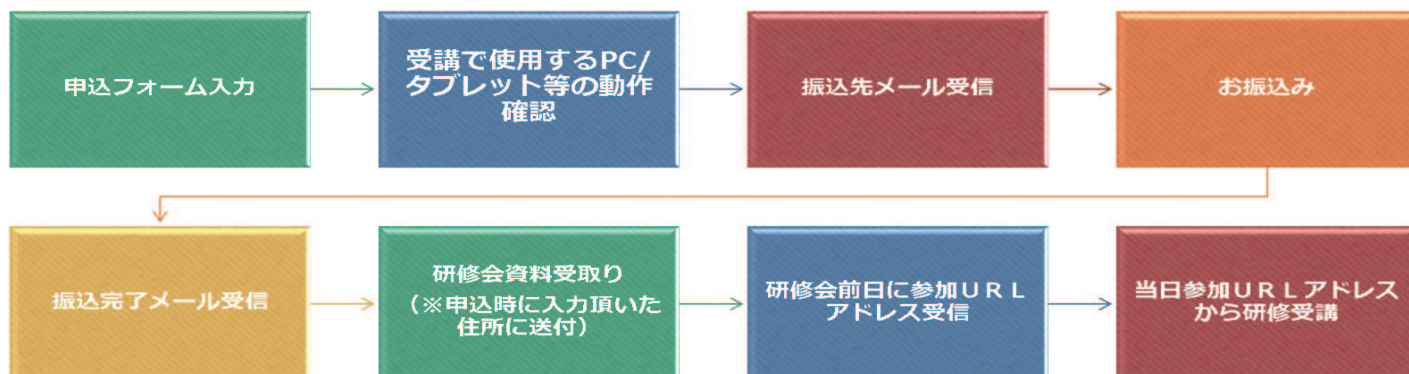 申込フォーム入力
受講で使用するPC/
タブレット等の動作
確認
振込先メール受信
お振込み
振込完了メール受信
研修会資料受取り
（※申込時に入力頂いた
住所に送付）
研修会前日に参加ＵＲＬ
アドレス受信
当日参加ＵＲＬアドレス
から研修受講